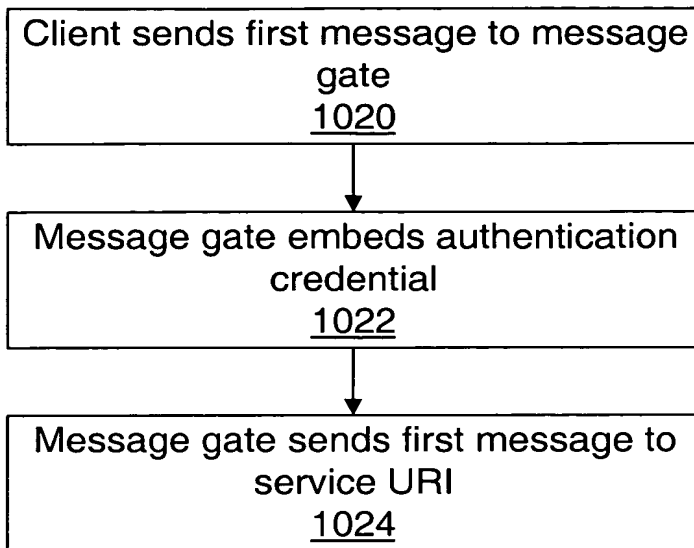 Client sends first message to message
gate
1020
Message gate embeds authentication
credential
1022
Message gate sends first message to
service URI
1024